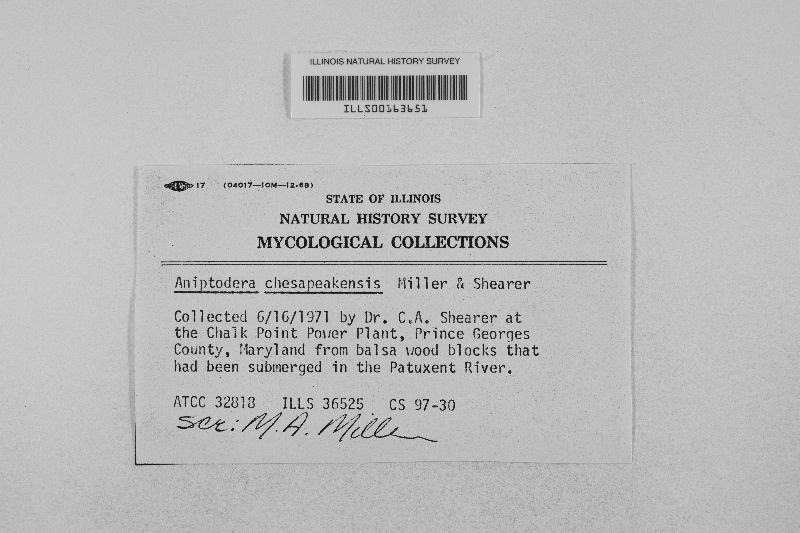 ILLINOIS NATURAL HISTORY SURVEY
ILLS00163651
17 (04017—10M—12-68)
STATE OF ILLINOIS
NATURAL HISTORY SURVEY
MYCOLOGICAL COLLECTIONS
Aniptodera chesapeakensis Miller & Shearer
Collected 6/16/1971 by Dr. C.A. Shearer at
the Chalk Point Power Plant, Prince Georges
County, Maryland from balsa wood blocks that
had been submerged in the Patuxent River.
ATCC 32818 ILLS 36525 CS 97-30
scr: M.A. Miller